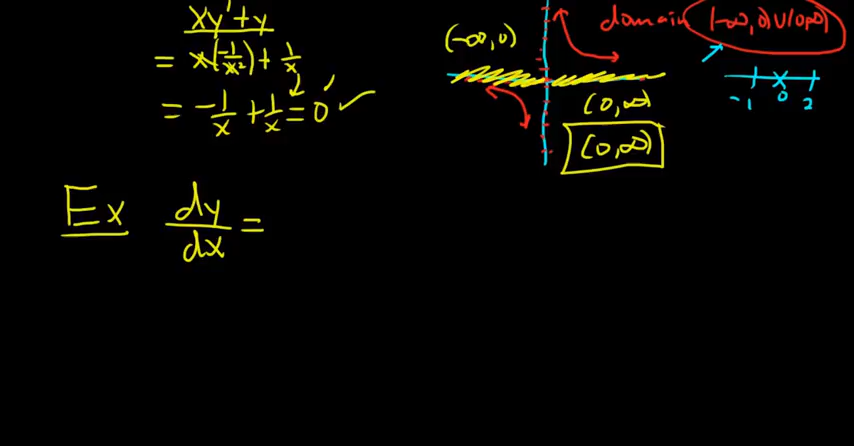 xy' + y
= x(-1/x²) + 1/x
= -1/x + 1/x = 0 ✓
domain (-∞, 0) ∪ (0, ∞)
(-∞, 0)
(0, ∞)
(0, ∞)
-1 0 2
Ex dy/dx =